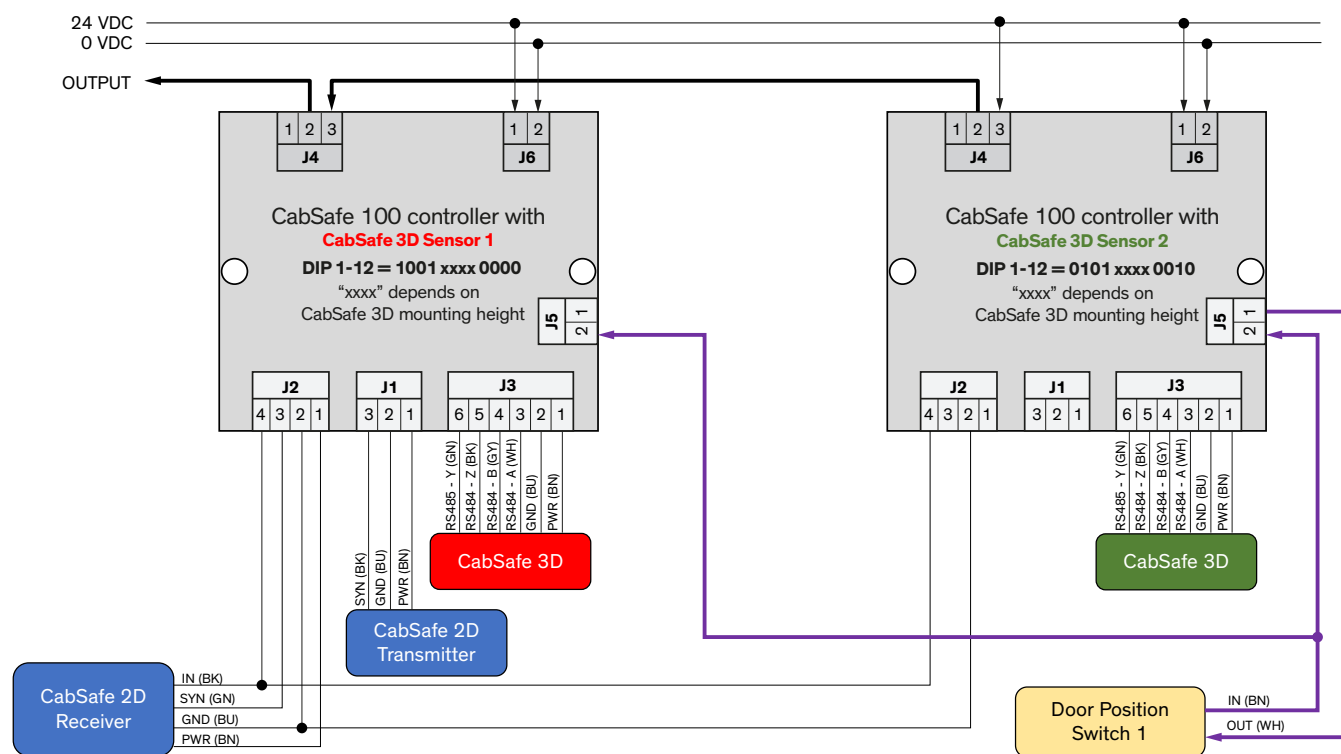 24 VDC
0 VDC
OUTPUT
1 2 3
J4
1 2
J6
CabSafe 100 controller with
CabSafe 3D Sensor 1
DIP 1-12 = 1001 xxxx 0000
“xxxx” depends on
CabSafe 3D mounting height
J5
1
2
J2
4 3 2 1
J1
3 2 1
J3
6 5 4 3 2 1
RS485 - Y (GN)
RS484 - Z (BK)
RS484 - B (GY)
RS484 - A (WH)
GND (BU)
PWR (BN)
CabSafe 3D
SYN (BK)
GND (BU)
PWR (BN)
CabSafe 2D
Transmitter
CabSafe 2D
Receiver
IN (BK)
SYN (GN)
GND (BU)
PWR (BN)
1 2 3
J4
1 2
J6
CabSafe 100 controller with
CabSafe 3D Sensor 2
DIP 1-12 = 0101 xxxx 0010
“xxxx” depends on
CabSafe 3D mounting height
J5
1
2
J2
4 3 2 1
J1
3 2 1
J3
6 5 4 3 2 1
RS485 - Y (GN)
RS484 - Z (BK)
RS484 - B (GY)
RS484 - A (WH)
GND (BU)
PWR (BN)
CabSafe 3D
Door Position
Switch 1
IN (BN)
OUT (WH)